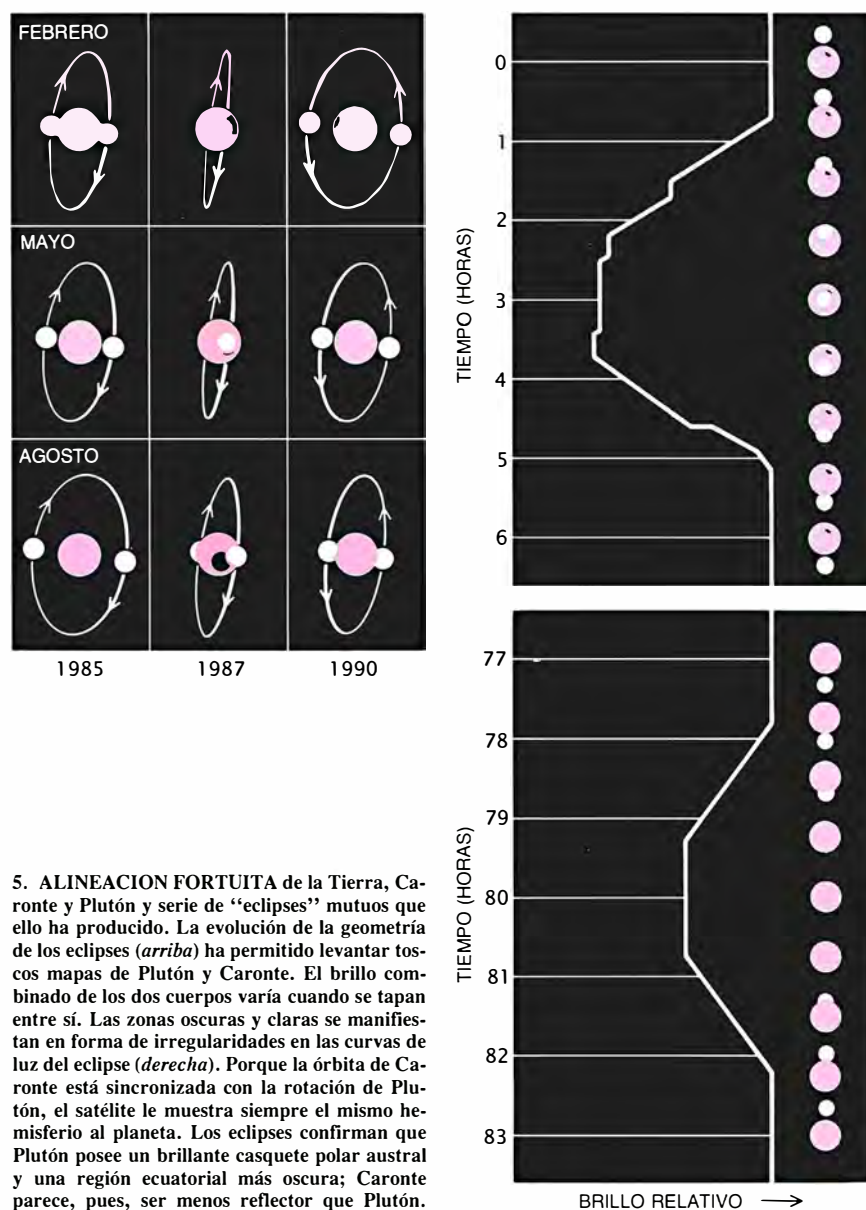 FEBRERO
MAYO
AGOSTO
1985 1987 1990
TIEMPO (HORAS)
0
1
2
3
4
5
6
TIEMPO (HORAS)
77
78
79
80
81
82
83
BRILLO RELATIVO
5. ALINEACION FORTUITA de la Tierra, Ca-
ronte y Plutón y serie de “eclipses” mutuos que
ello ha producido. La evolución de la geometría
de los eclipses (arriba) ha permitido levantar tos-
cos mapas de Plutón y Caronte. El brillo com-
binado de los dos cuerpos varía cuando se tapan
entre sí. Las zonas oscuras y claras se manifies-
tan en forma de irregularidades en las curvas de
luz del eclipse (derecha). Porque la órbita de Ca-
ronte está sincronizada con la rotación de Plu-
tón, el satélite le muestra siempre el mismo he-
misferio al planeta. Los eclipses confirman que
Plutón posee un brillante casquete polar austral
y una región ecuatorial más oscura; Caronte
parece, pues, ser menos reflector que Plutón.